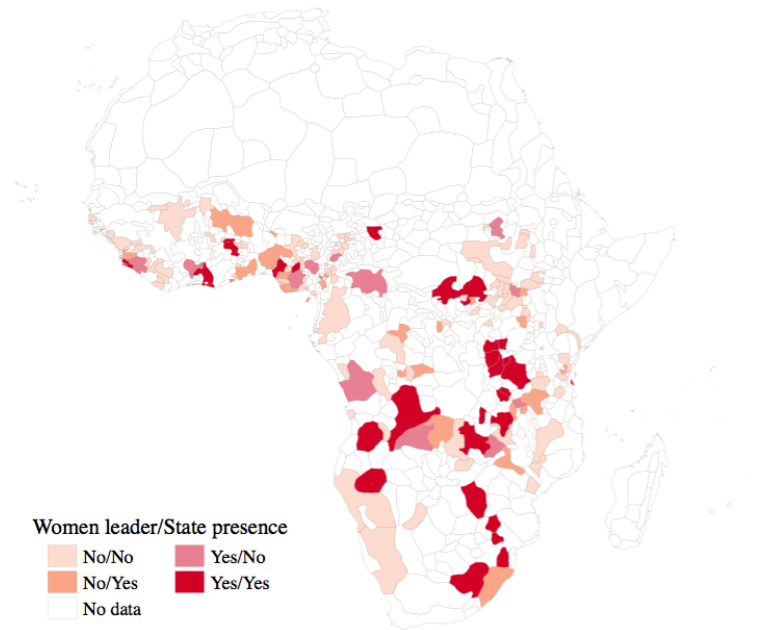 Women leader/State presence
No/No
Yes/No
No/Yes
Yes/Yes
No data